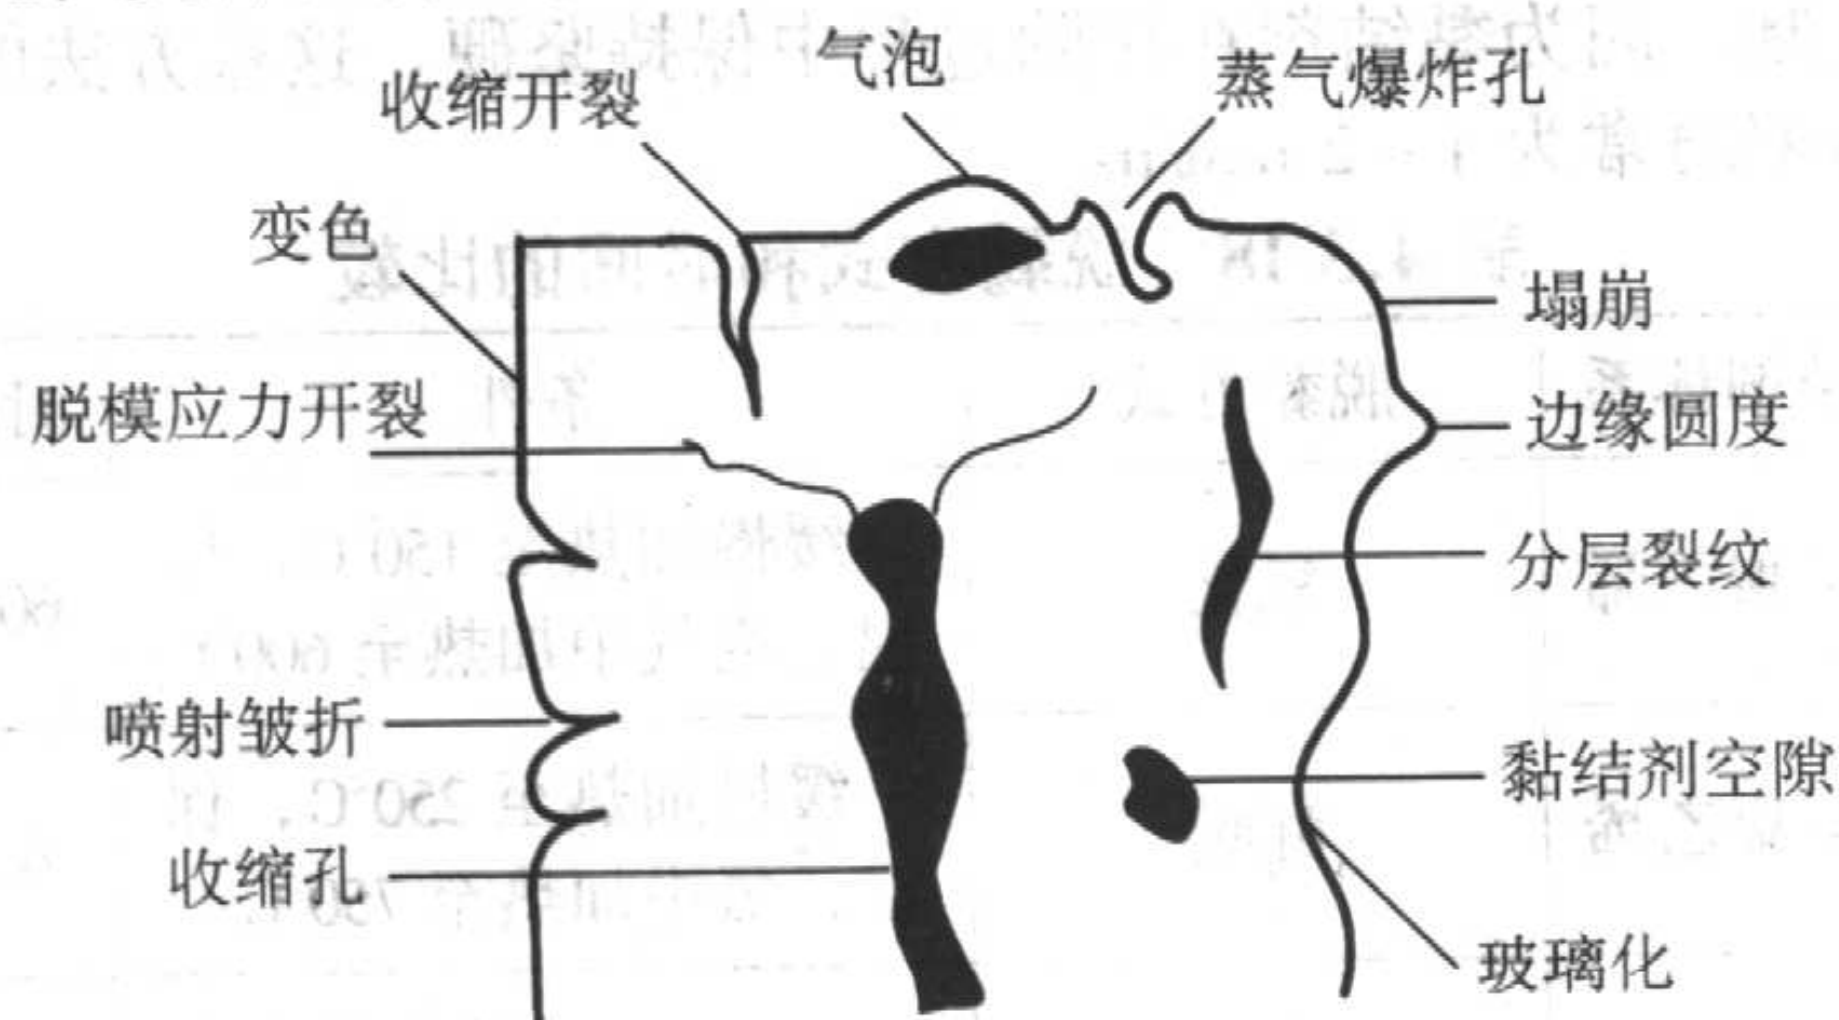 气泡
蒸气爆炸孔
收缩开裂
变色
塌崩
脱模应力开裂
边缘圆度
分层裂纹
喷射皱折
黏结剂空隙
收缩孔
玻璃化